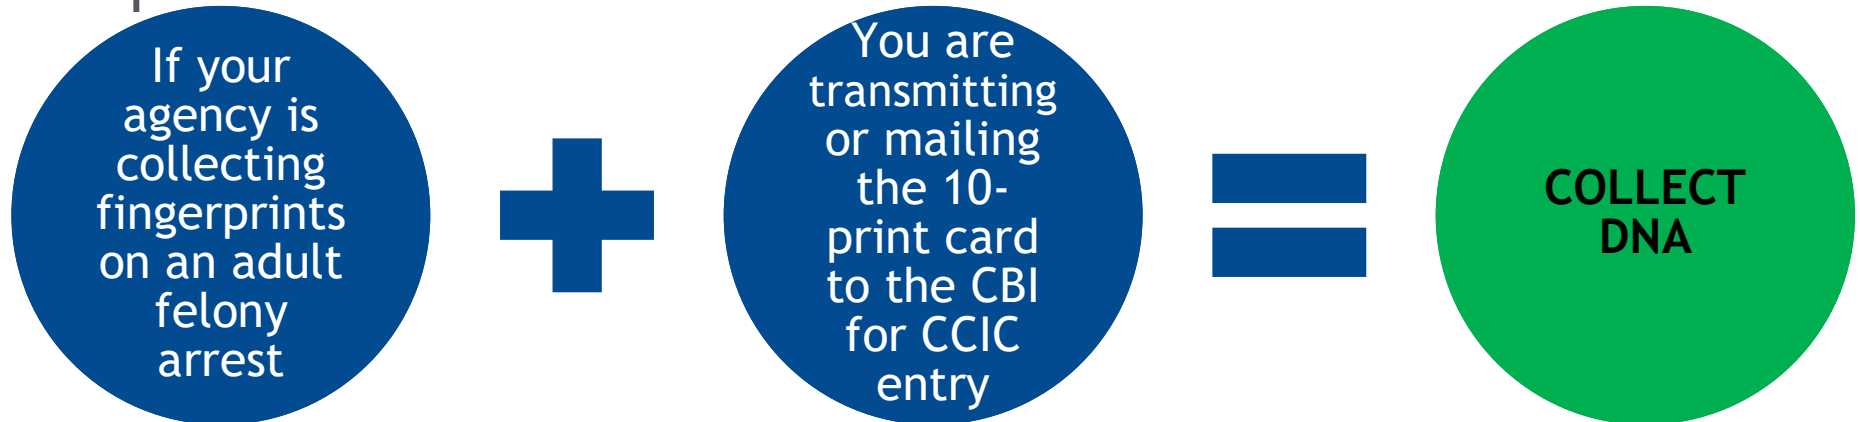 If your
agency is
collecting
fingerprints
on an adult
felony
arrest
You are
transmitting
or mailing
the 10-
print card
to the CBI
for CCIC
entry
COLLECT
DNA